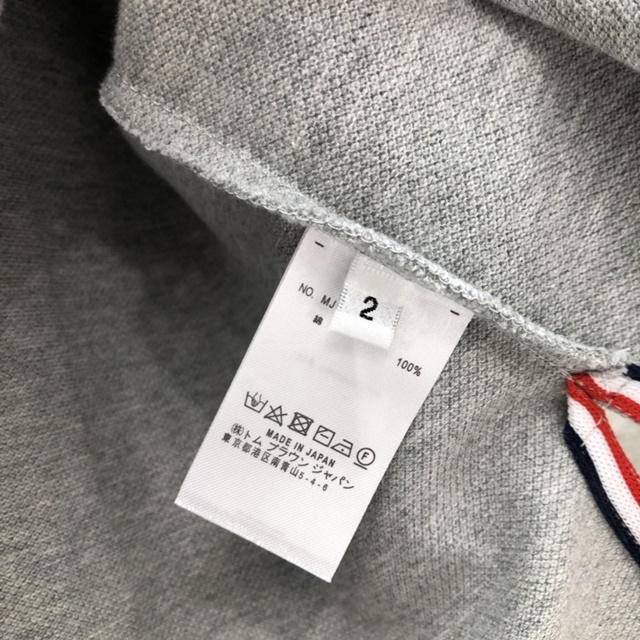 NO. MJ
2
綿 100%
F
MADE IN JAPAN
㈱トム ブラウン ジャパン
東京都港区南青山5-4-6